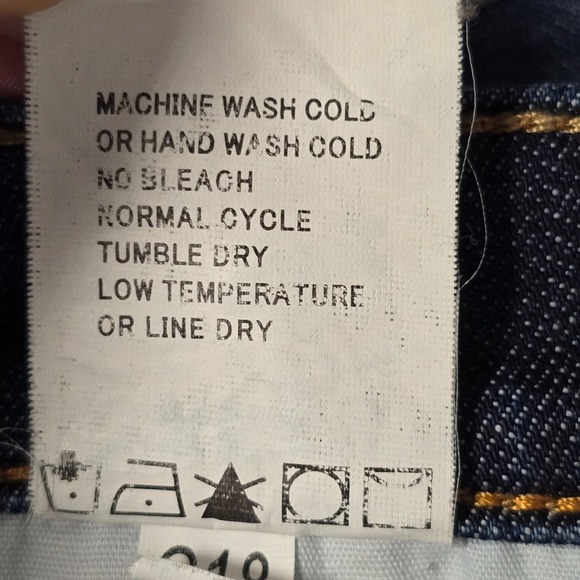 MACHINE WASH COLD
OR HAND WASH COLD
NO BLEACH
NORMAL CYCLE
TUMBLE DRY
LOW TEMPERATURE
OR LINE DRY